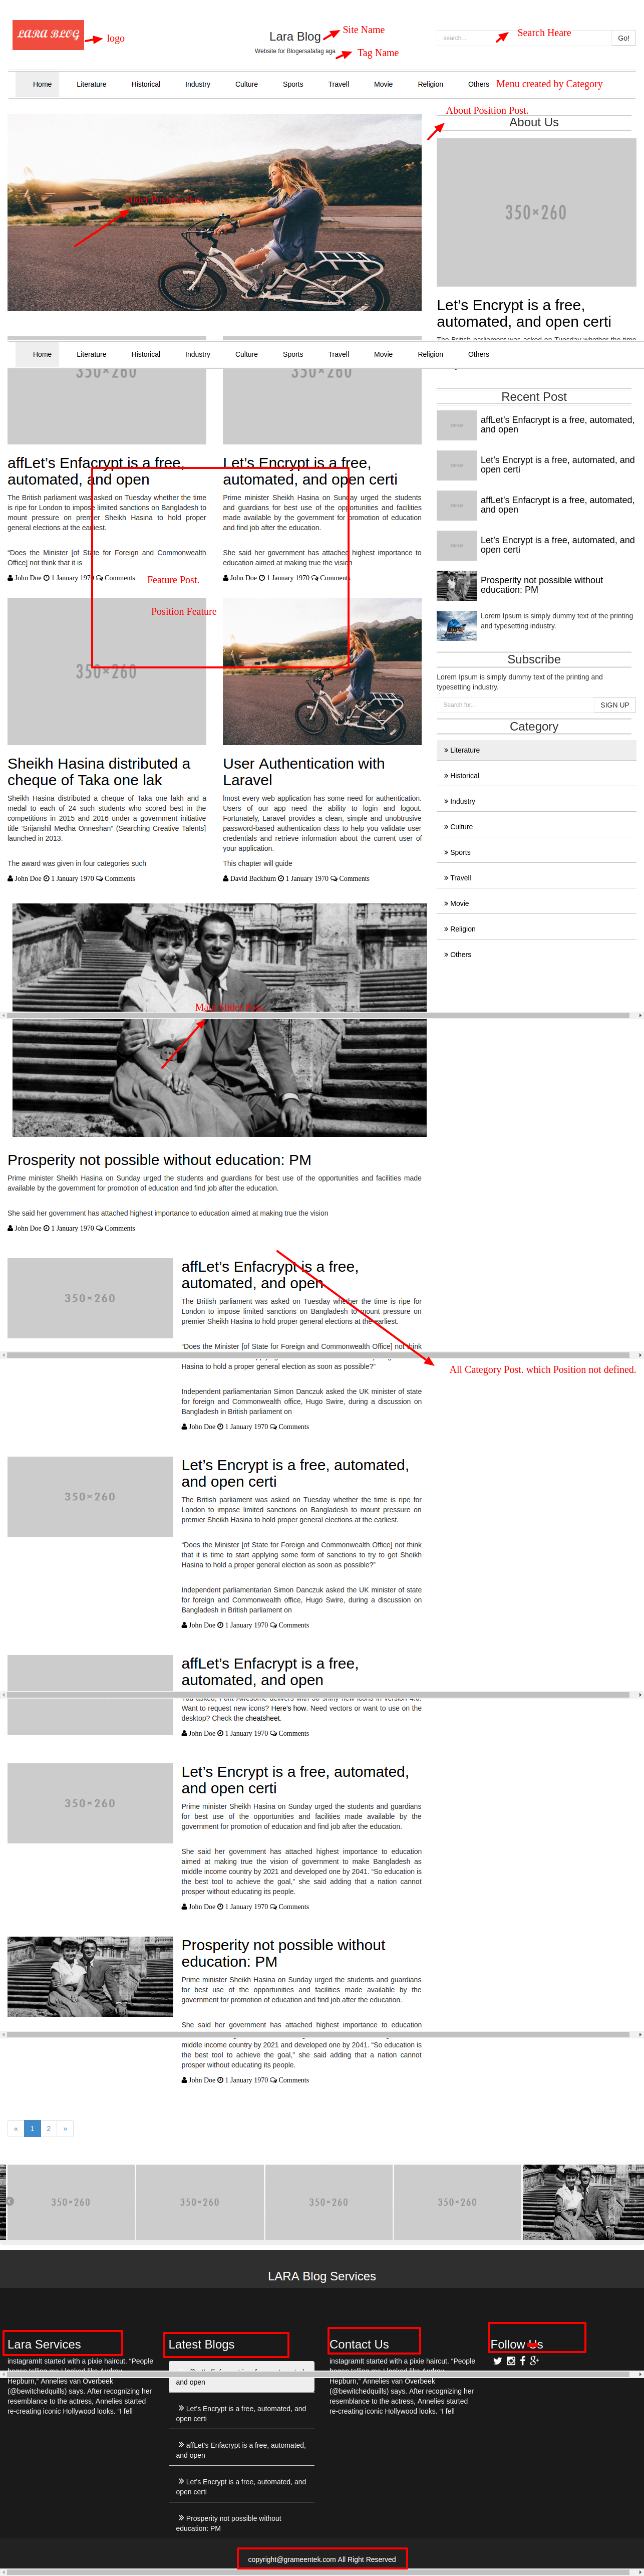 LARA BLOG
logo
Lara Blog
Site Name
Website for Blogersafafag aga
Tag Name
search...
Go!
Search Heare
Home Literature Historical Industry Culture Sports Travell Movie Religion Others
Menu created by Category
About Position Post.
About Us
350×260
Let's Encrypt is a free,
automated, and open certi
Home Literature Historical Industry Culture Sports Travell Movie Religion Others
350×260
350×260
affLet's Enfacrypt is a free,
automated, and open
The British parliament was asked on Tuesday whether the time
is ripe for London to impose limited sanctions on Bangladesh to
mount pressure on premier Sheikh Hasina to hold proper
general elections at the earliest.
“Does the Minister [of State for Foreign and Commonwealth
Office] not think that it is
John Doe 1 January 1970 Comments
Let's Encrypt is a free,
automated, and open certi
Prime minister Sheikh Hasina on Sunday urged the students
and guardians for best use of the opportunities and facilities
made available by the government for promotion of education
and find job after the education.
She said her government has attached highest importance to
education aimed at making true the vision
John Doe 1 January 1970 Comments
Feature Post.
Position Feature
350×260
Sheikh Hasina distributed a
cheque of Taka one lak
Sheikh Hasina distributed a cheque of Taka one lakh and a
medal to each of 24 such students who scored best in the
competitions in 2015 and 2016 under a government initiative
title ‘Srijanshil Medha Onneshan” (Searching Creative Talents]
launched in 2013.
The award was given in four categories such
John Doe 1 January 1970 Comments
User Authentication with
Laravel
lmost every web application has some need for authentication.
Users of our app need the ability to login and logout.
Fortunately, Laravel provides a clean, simple and unobtrusive
password-based authentication class to help you validate user
credentials and retrieve information about the current user of
your application.
This chapter will guide
David Backhum 1 January 1970 Comments
Recent Post
affLet's Enfacrypt is a free, automated,
and open
Let's Encrypt is a free, automated, and
open certi
affLet's Enfacrypt is a free, automated,
and open
Let's Encrypt is a free, automated, and
open certi
Prosperity not possible without
education: PM
Lorem Ipsum is simply dummy text of the printing
and typesetting industry.
Subscribe
Lorem Ipsum is simply dummy text of the printing and
typesetting industry.
Search for...
SIGN UP
Category
» Literature
» Historical
» Industry
» Culture
» Sports
» Travell
» Movie
» Religion
» Others
Prosperity not possible without education: PM
Prime minister Sheikh Hasina on Sunday urged the students and guardians for best use of the opportunities and facilities made
available by the government for promotion of education and find job after the education.
She said her government has attached highest importance to education aimed at making true the vision
John Doe 1 January 1970 Comments
350×260
affLet's Enfacrypt is a free,
automated, and open
The British parliament was asked on Tuesday whether the time is ripe for
London to impose limited sanctions on Bangladesh to mount pressure on
premier Sheikh Hasina to hold proper general elections at the earliest.
“Does the Minister [of State for Foreign and Commonwealth Office] not think
Hasina to hold a proper general election as soon as possible?”
Independent parliamentarian Simon Danczuk asked the UK minister of state
for foreign and Commonwealth office, Hugo Swire, during a discussion on
Bangladesh in British parliament on
John Doe 1 January 1970 Comments
All Category Post. which Position not defined.
350×260
Let's Encrypt is a free, automated,
and open certi
The British parliament was asked on Tuesday whether the time is ripe for
London to impose limited sanctions on Bangladesh to mount pressure on
premier Sheikh Hasina to hold proper general elections at the earliest.
“Does the Minister [of State for Foreign and Commonwealth Office] not think
that it is time to start applying some form of sanctions to try to get Sheikh
Hasina to hold a proper general election as soon as possible?”
Independent parliamentarian Simon Danczuk asked the UK minister of state
for foreign and Commonwealth office, Hugo Swire, during a discussion on
Bangladesh in British parliament on
John Doe 1 January 1970 Comments
affLet's Enfacrypt is a free,
automated, and open
Want to request new icons? Here's how. Need vectors or want to use on the
desktop? Check the cheatsheet.
John Doe 1 January 1970 Comments
350×260
Let's Encrypt is a free, automated,
and open certi
Prime minister Sheikh Hasina on Sunday urged the students and guardians
for best use of the opportunities and facilities made available by the
government for promotion of education and find job after the education.
She said her government has attached highest importance to education
aimed at making true the vision of government to make Bangladesh as
middle income country by 2021 and developed one by 2041. “So education is
the best tool to achieve the goal,” she said adding that a nation cannot
prosper without educating its people.
John Doe 1 January 1970 Comments
Prosperity not possible without
education: PM
Prime minister Sheikh Hasina on Sunday urged the students and guardians
for best use of the opportunities and facilities made available by the
government for promotion of education and find job after the education.
She said her government has attached highest importance to education
middle income country by 2021 and developed one by 2041. “So education is
the best tool to achieve the goal,” she said adding that a nation cannot
prosper without educating its people.
John Doe 1 January 1970 Comments
« 1 2 »
350×260 350×260 350×260 350×260
LARA Blog Services
Lara Services
instagramIt started with a pixie haircut. “People
Hepburn,” Annelies van Overbeek
(@bewitchedquills) says. After recognizing her
resemblance to the actress, Annelies started
re-creating iconic Hollywood looks. “I fell
Latest Blogs
and open
» Let's Encrypt is a free, automated, and
open certi
» affLet's Enfacrypt is a free, automated,
and open
» Let's Encrypt is a free, automated, and
open certi
» Prosperity not possible without
education: PM
Contact Us
instagramIt started with a pixie haircut. “People
Hepburn,” Annelies van Overbeek
(@bewitchedquills) says. After recognizing her
resemblance to the actress, Annelies started
re-creating iconic Hollywood looks. “I fell
Follow Us
copyright@grameentek.com All Right Reserved